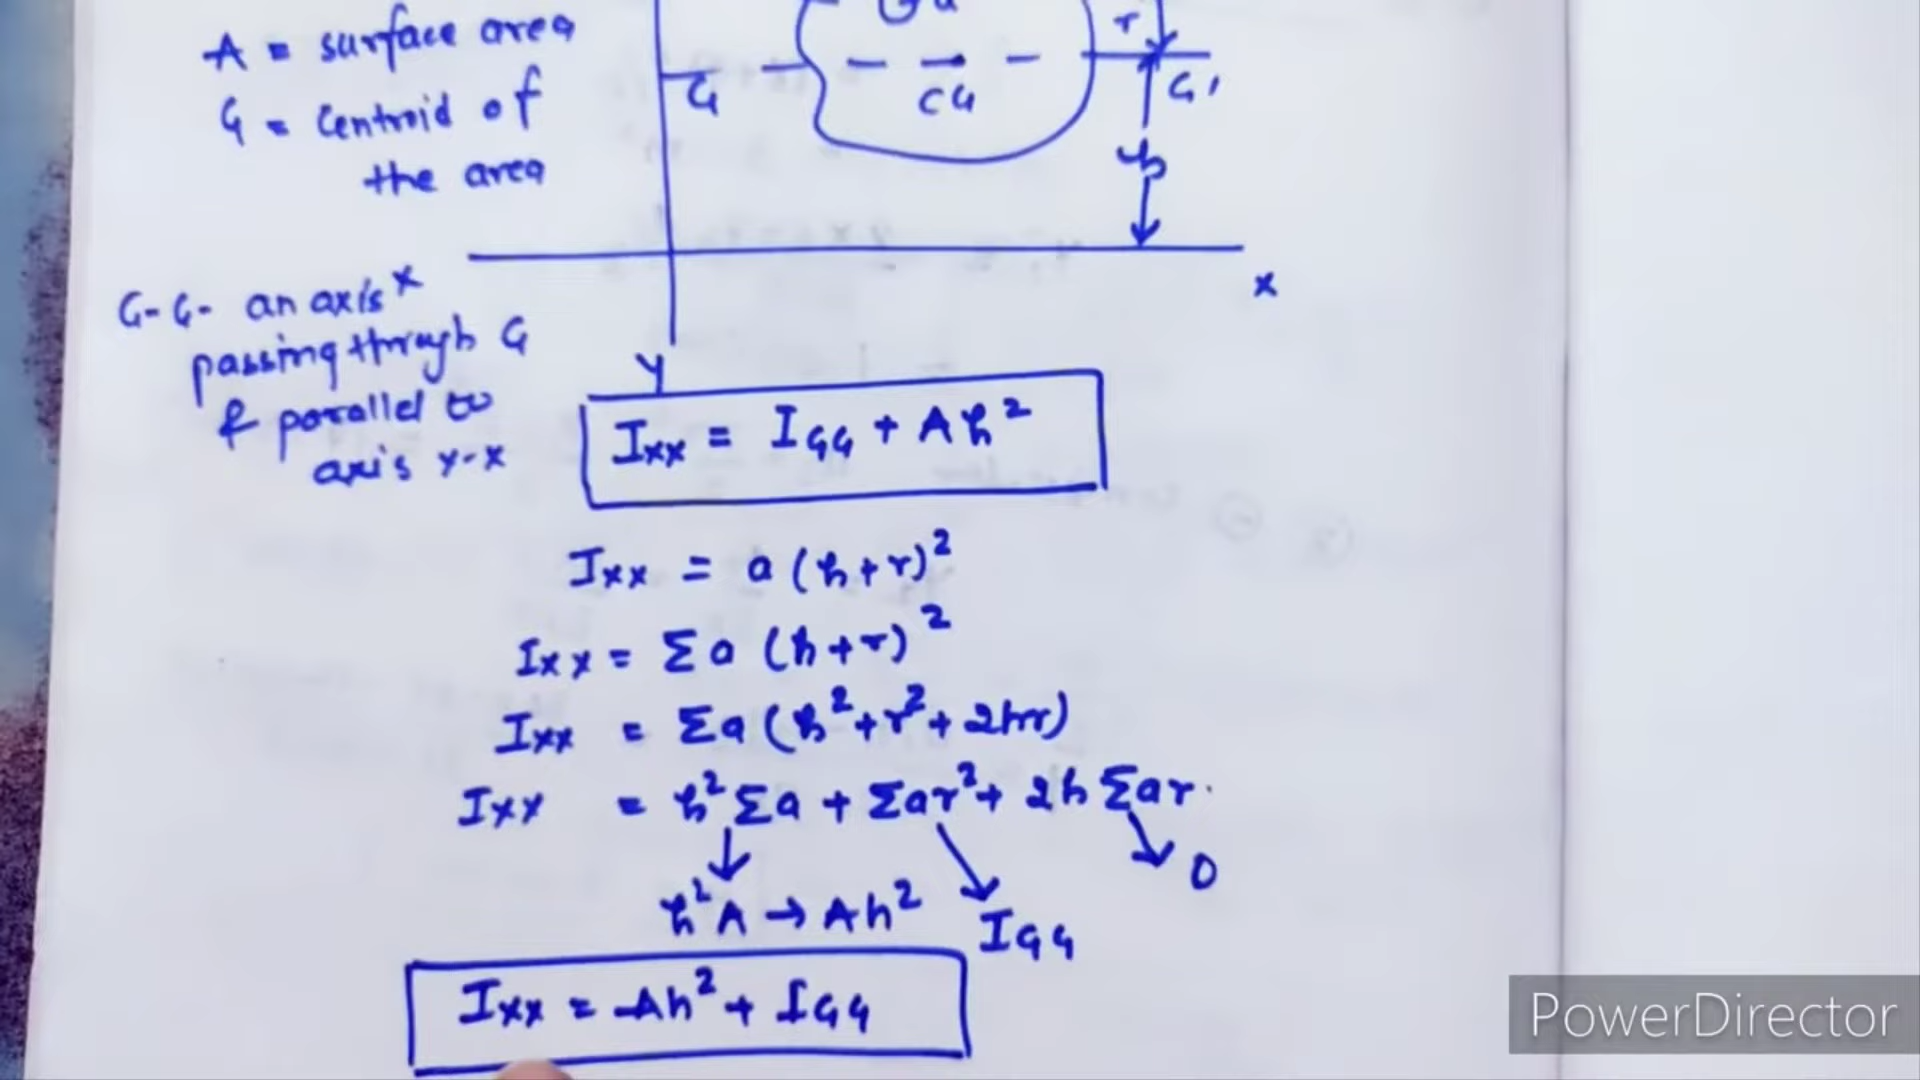 A = surface area
G = Centroid of
the area
a
r
G
CG
G'
h
x
G-G- an axis x
passing through G
& parallel to
axis x-x
y
Ixx = IGG + Ah²
Ixx = a (h+r)²
Ixx = Σa (h+r)²
Ixx = Σa (h²+r²+2hr)
Ixx = h²Σa + Σar²+ 2h Σar.
0
h²A → Ah²
IGG
Ixx = Ah² + IGG
PowerDirector